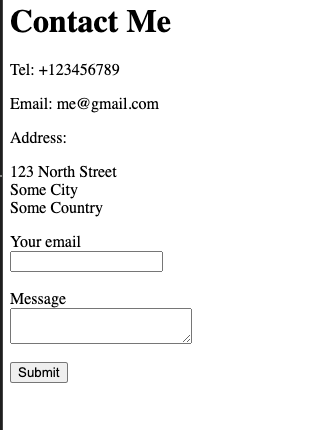 Contact Me
Tel: +123456789
Email: me@gmail.com
Address:
123 North Street
Some City
Some Country
Your email
Message
Submit